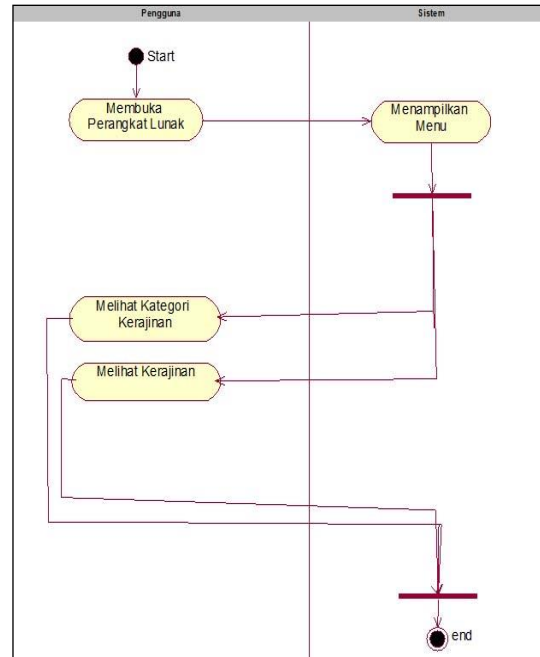 Pengguna
Sistem
Start
Membuka
Perangkat Lunak
Menampilkan
Menu
Melihat Kategori
Kerajinan
Melihat Kerajinan
end